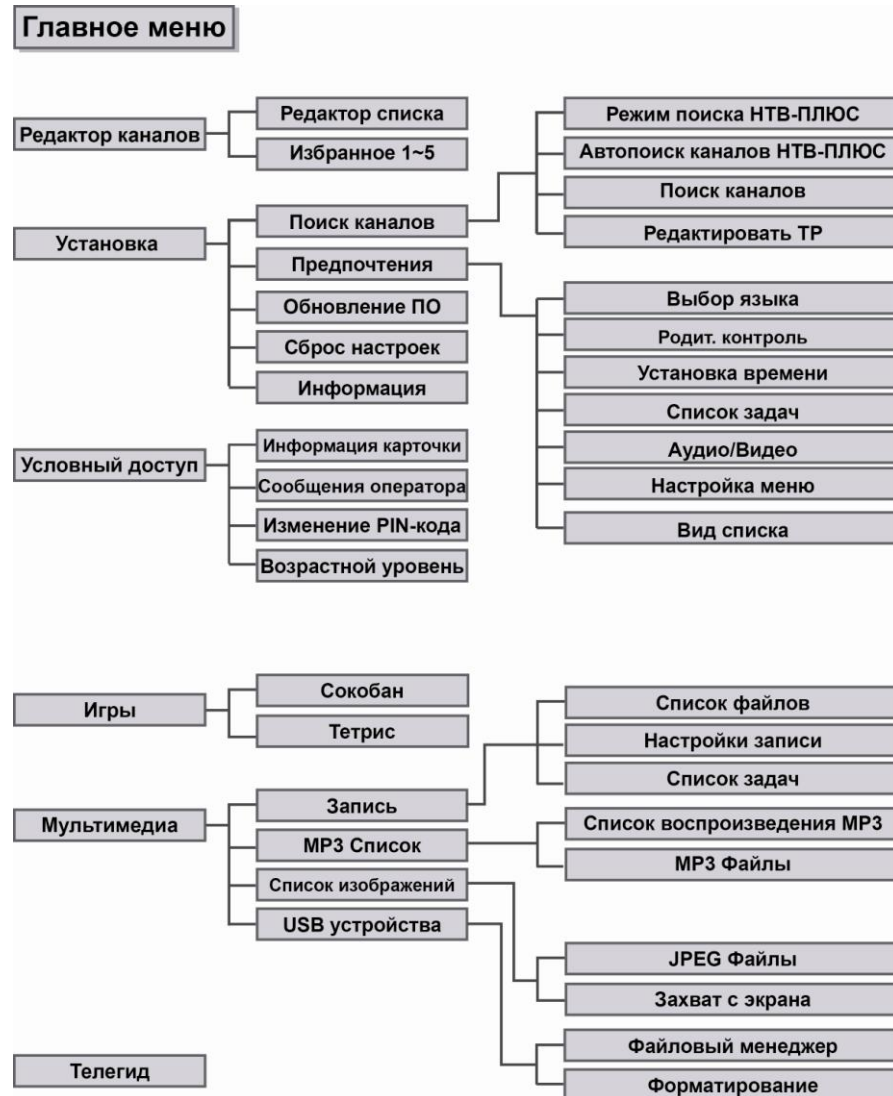 Главное меню
Редактор каналов
Редактор списка
Избранное 1~5
Установка
Поиск каналов
Режим поиска НТВ-ПЛЮС
Автопоиск каналов НТВ-ПЛЮС
Поиск каналов
Редактировать ТР
Предпочтения
Выбор языка
Родит. контроль
Установка времени
Список задач
Аудио/Видео
Настройка меню
Вид списка
Обновление ПО
Сброс настроек
Информация
Условный доступ
Информация карточки
Сообщения оператора
Изменение PIN-кода
Возрастной уровень
Игры
Сокобан
Тетрис
Мультимедиа
Запись
Список файлов
Настройки записи
Список задач
MP3 Список
Список воспроизведения MP3
MP3 Файлы
Список изображений
JPEG Файлы
Захват с экрана
USB устройства
Файловый менеджер
Форматирование
Телегид